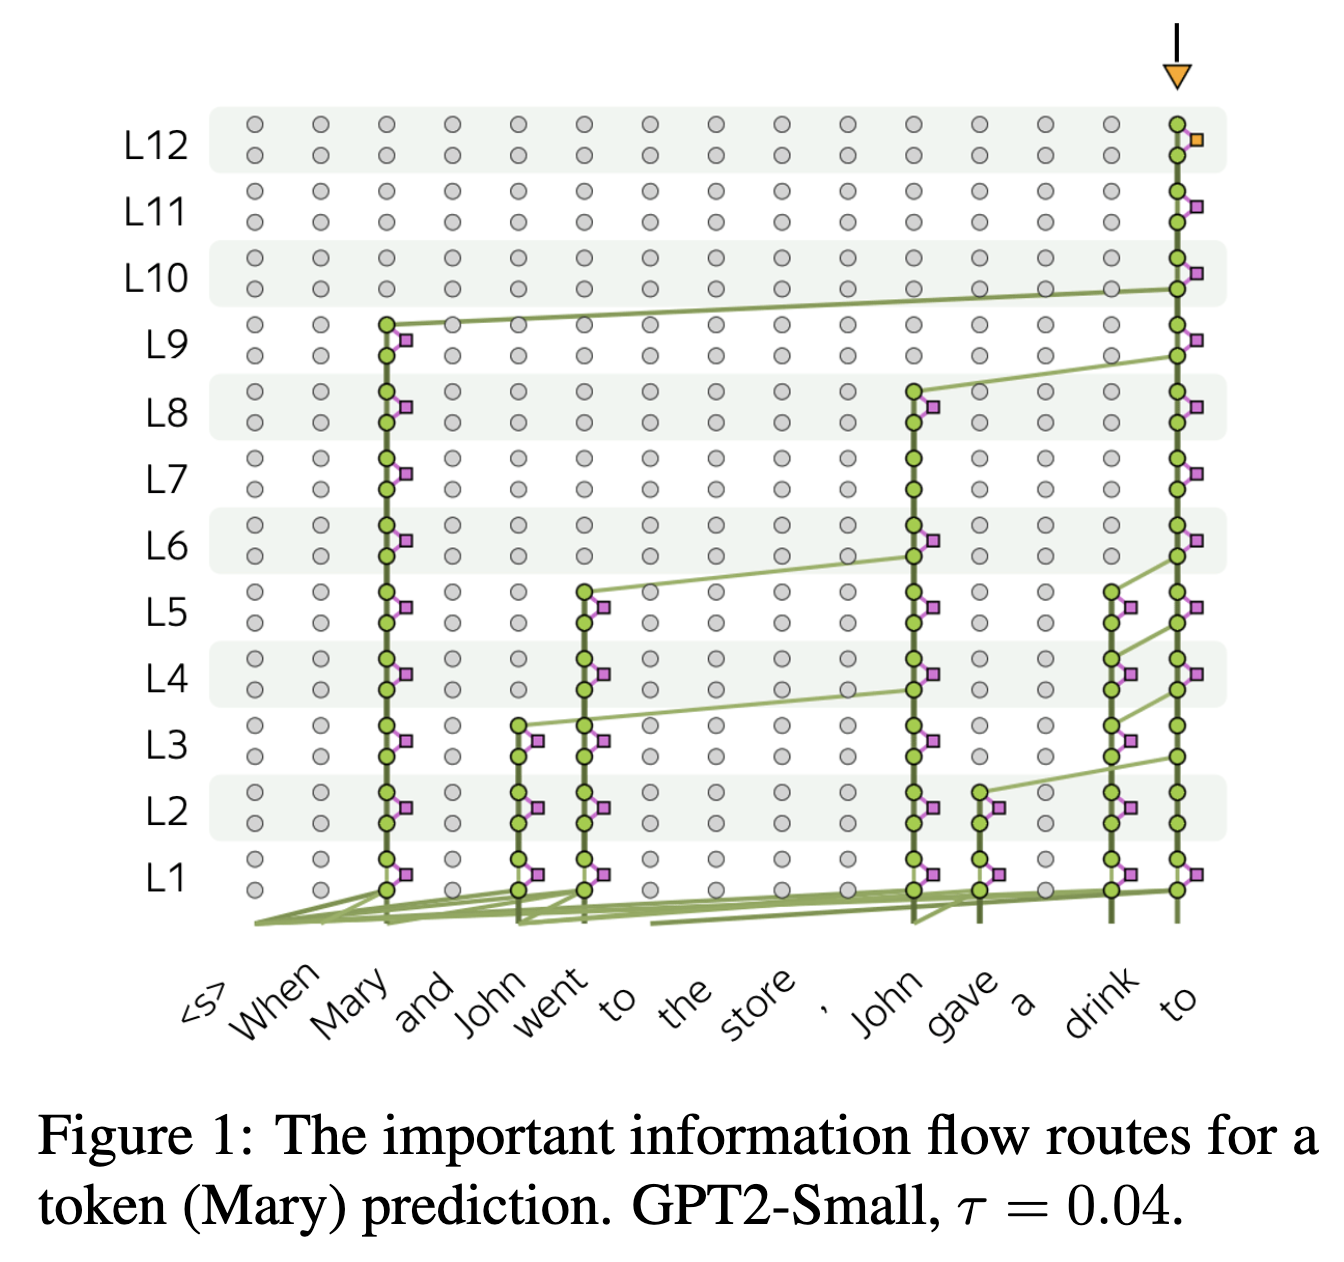 L12
L11
L10
L9
L8
L7
L6
L5
L4
L3
L2
L1
<s> When Mary and John went to the store , John gave a drink to
Figure 1: The important information flow routes for a
token (Mary) prediction. GPT2-Small, τ = 0.04.